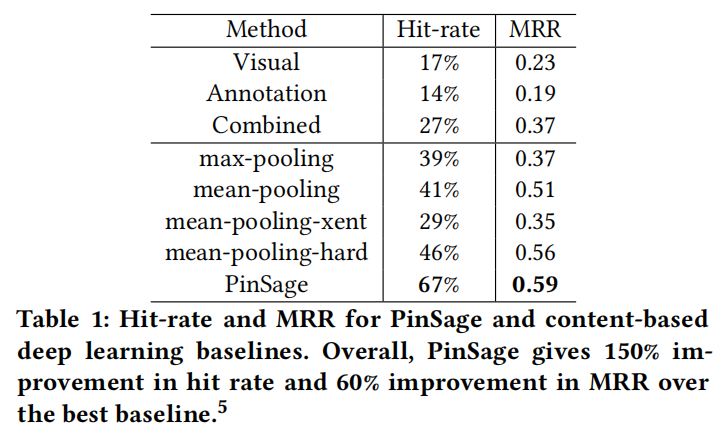 Method Hit-rate MRR
Visual 17% 0.23
Annotation 14% 0.19
Combined 27% 0.37
max-pooling 39% 0.37
mean-pooling 41% 0.51
mean-pooling-xent 29% 0.35
mean-pooling-hard 46% 0.56
PinSage 67% 0.59
Table 1: Hit-rate and MRR for PinSage and content-based
deep learning baselines. Overall, PinSage gives 150% im-
provement in hit rate and 60% improvement in MRR over
the best baseline.5